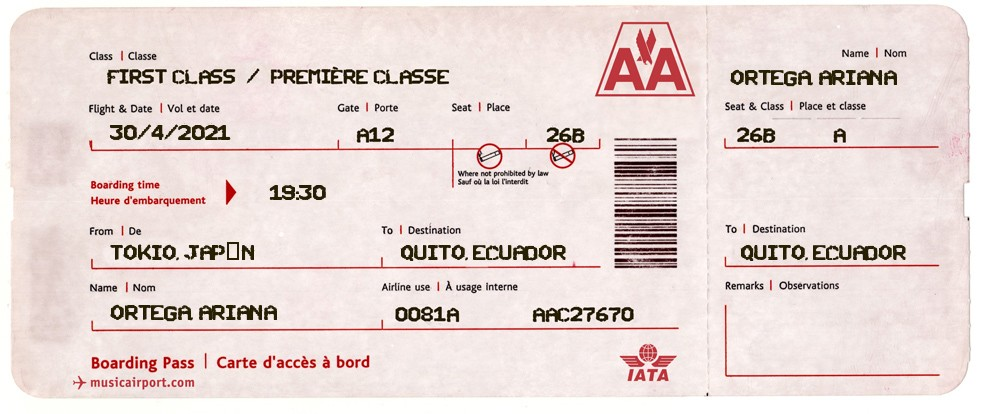 Class | Classe
FIRST CLASS / PREMIÈRE CLASSE
Flight & Date | Vol et date
Gate | Porte
Seat | Place
30/4/2021
A12
26B
Where not prohibited by law
Sauf où la loi l'interdit
Boarding time
Heure d'embarquement
19:30
From | De
To | Destination
TOKIO, JAP▯N
QUITO, ECUADOR
Name | Nom
Airline use | À usage interne
ORTEGA ARIANA
0081A
AAC27670
Boarding Pass | Carte d'accès à bord
musicairport.com
AA
IATA
Name | Nom
ORTEGA ARIANA
Seat & Class | Place et classe
26B
A
To | Destination
QUITO, ECUADOR
Remarks | Observations